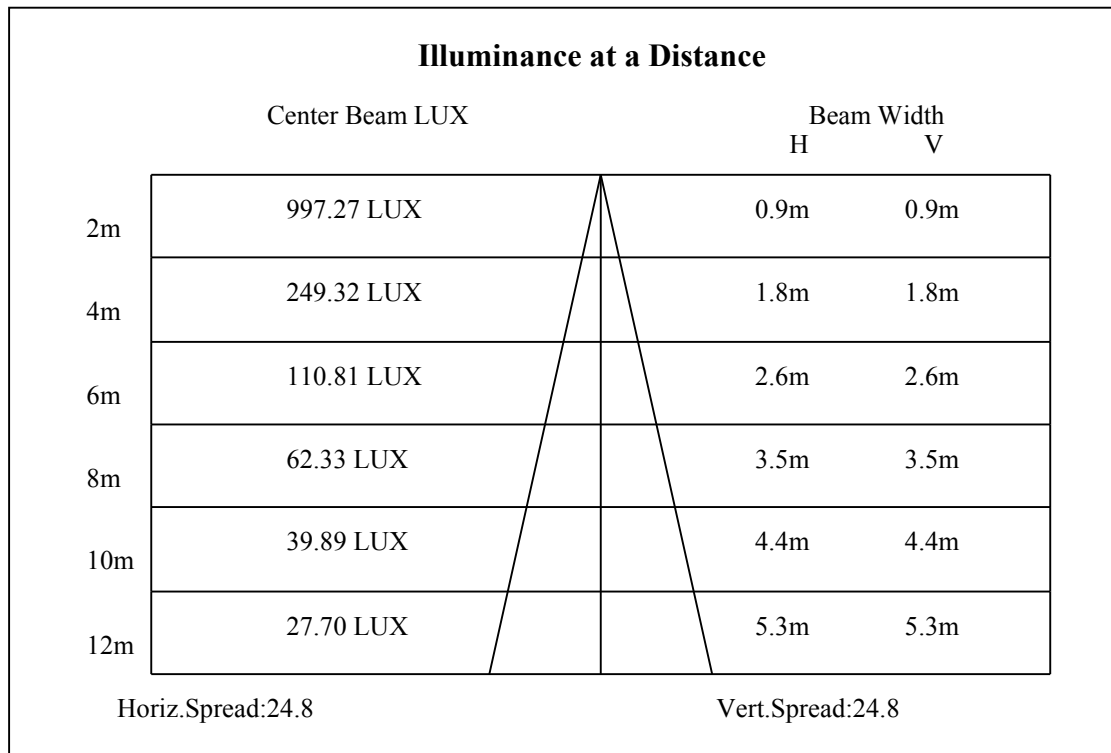 Illuminance at a Distance
Center Beam LUX Beam Width
H V
997.27 LUX 0.9m 0.9m
2m
249.32 LUX 1.8m 1.8m
4m
110.81 LUX 2.6m 2.6m
6m
62.33 LUX 3.5m 3.5m
8m
39.89 LUX 4.4m 4.4m
10m
27.70 LUX 5.3m 5.3m
12m
Horiz.Spread:24.8 Vert.Spread:24.8